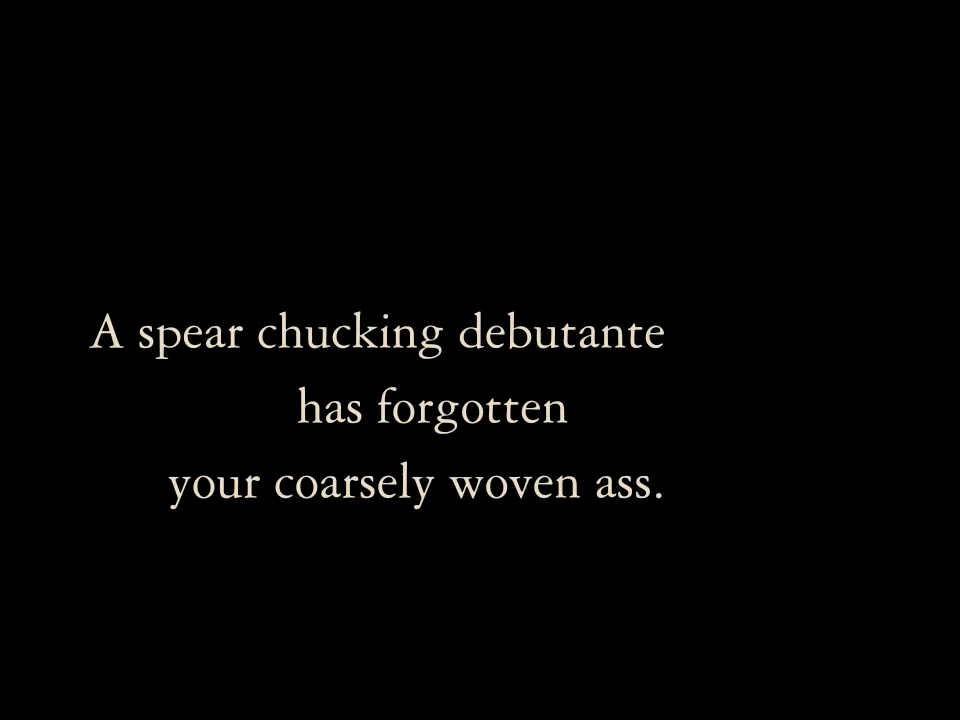 A spear chucking debutante
has forgotten
your coarsely woven ass.